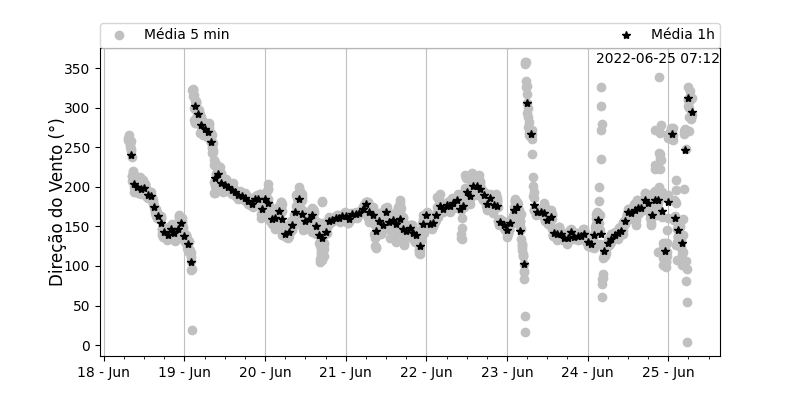 Média 5 min
Média 1h
2022-06-25 07:12
Direção do Vento (°)
350
300
250
200
150
100
50
0
18 - Jun
19 - Jun
20 - Jun
21 - Jun
22 - Jun
23 - Jun
24 - Jun
25 - Jun